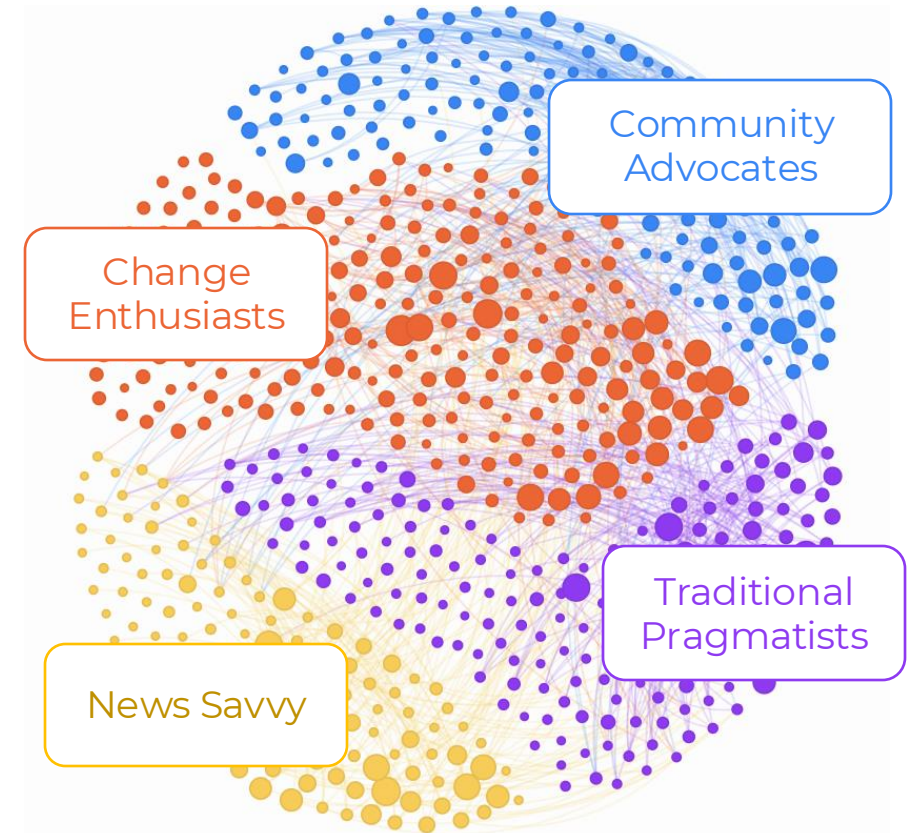 Community
Advocates
Change
Enthusiasts
Traditional
Pragmatists
News Savvy